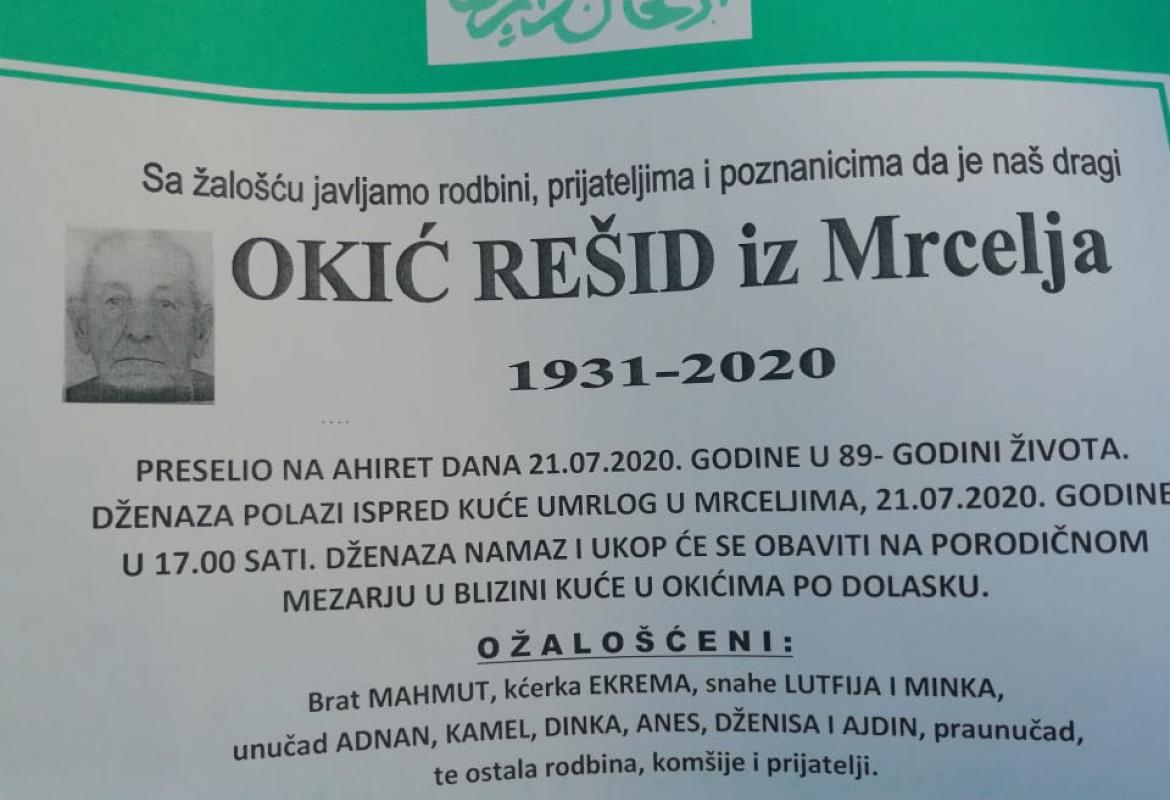 Sa žalošću javljamo rodbini, prijateljima i poznanicima da je naš dragi
OKIĆ REŠID iz Mrcelja
1931-2020
PRESELIO NA AHIRET DANA 21.07.2020. GODINE U 89- GODINI ŽIVOTA.
DŽENAZA POLAZI ISPRED KUĆE UMRLOG U MRCELJIMA, 21.07.2020. GODINE
U 17.00 SATI. DŽENAZA NAMAZ I UKOP ĆE SE OBAVITI NA PORODIČNOM
MEZARJU U BLIZINI KUĆE U OKIĆIMA PO DOLASKU.
OŽALOŠĆENI:
Brat MAHMUT, kćerka EKREMA, snahe LUTFIJA I MINKA,
unučad ADNAN, KAMEL, DINKA, ANES, DŽENISA I AJDIN, praunučad,
te ostala rodbina, komšije i prijatelji.